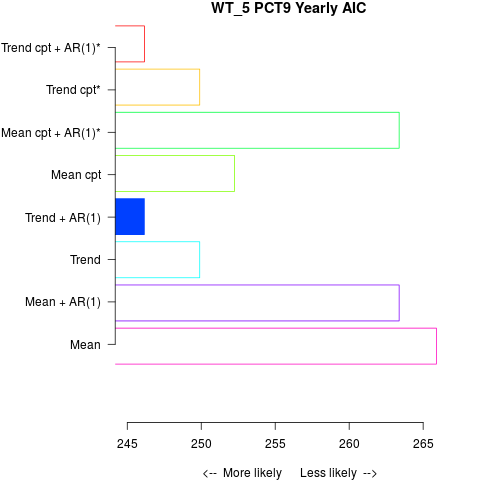 WT_5 PCT9 Yearly AIC
Trend cpt + AR(1)*
Trend cpt*
Mean cpt + AR(1)*
Mean cpt
Trend + AR(1)
Trend
Mean + AR(1)
Mean
245 250 255 260 265
<-- More likely Less likely -->